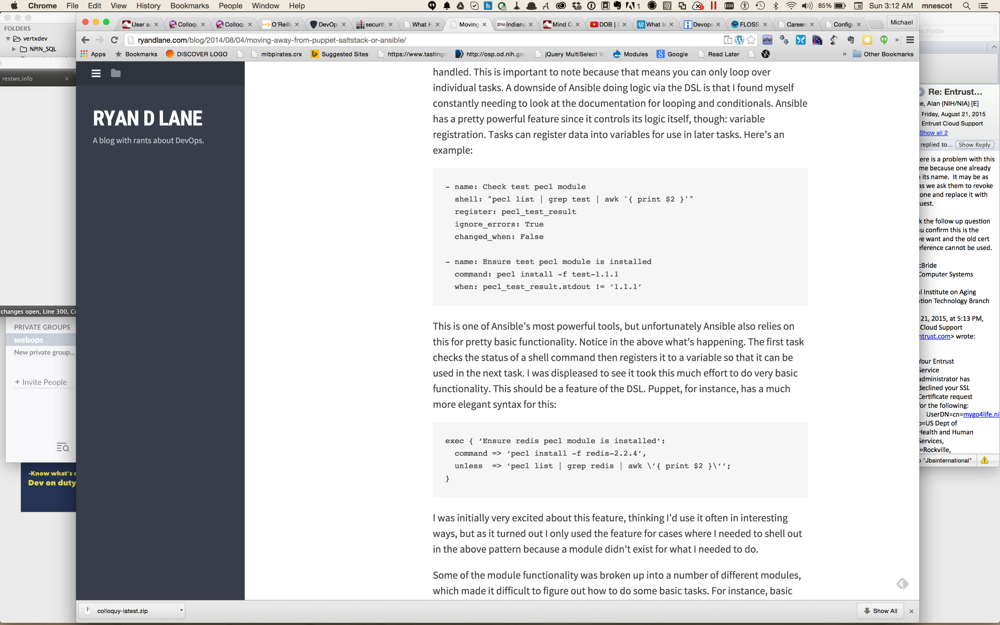 Chrome File Edit View History Bookmarks People Window Help
1 85% Sun 3:12 AM mnescot
FOLDERS
vertxdev
NPIN_SQL
restws.info
changes open, Line 300, Co
PRIVATE GROUPS
webops
New private group...
+ Invite People
-Know what's
Dev on duty
User a Colloq Colloq O'Reilly DevOp security What H Moving IPM Indiana Mind O DOB | What Is Devops FLOSS Career Config Michael
ryandlane.com/blog/2014/08/04/moving-away-from-puppet-saltstack-or-ansible/
php
Apps Bookmarks DISCOVER LOGO mlbpirates.crx Suggested Sites https://www.tastingr http://osp.od.nih.gov jQuery MultiSelect W Modules Google Read Later » Other Bookmarks
RYAN D LANE
A blog with rants about DevOps.
handled. This is important to note because that means you can only loop over
individual tasks. A downside of Ansible doing logic via the DSL is that I found myself
constantly needing to look at the documentation for looping and conditionals. Ansible
has a pretty powerful feature since it controls its logic itself, though: variable
registration. Tasks can register data into variables for use in later tasks. Here’s an
example:
- name: Check test pecl module
shell: "pecl list | grep test | awk '{ print $2 }'"
register: pecl_test_result
ignore_errors: True
changed_when: False
- name: Ensure test pecl module is installed
command: pecl install -f test-1.1.1
when: pecl_test_result.stdout != ‘1.1.1’
This is one of Ansible’s most powerful tools, but unfortunately Ansible also relies on
this for pretty basic functionality. Notice in the above what’s happening. The first task
checks the status of a shell command then registers it to a variable so that it can be
used in the next task. I was displeased to see it took this much effort to do very basic
functionality. This should be a feature of the DSL. Puppet, for instance, has a much
more elegant syntax for this:
exec { ‘Ensure redis pecl module is installed’:
command => ‘pecl install -f redis-2.2.4’,
unless => ‘pecl list | grep redis | awk \’{ print $2 }\’’;
}
I was initially very excited about this feature, thinking I’d use it often in interesting
ways, but as it turned out I only used the feature for cases where I needed to shell out
in the above pattern because a module didn’t exist for what I needed to do.
Some of the module functionality was broken up into a number of different modules,
which made it difficult to figure out how to do some basic tasks. For instance, basic
colloquy-latest.zip
Show All
s Folder
Re: Entrust...
e, Alan (NIH/NIA) [E]
Friday, August 21, 2015
Entrust Cloud Support
Show all 2
replied to... Show Reply
ere is a problem with this
me because one already
its name. It may be as
as we ask them to revoke
one and replace it with
uest.
k the follow up question
u confirm this is the
ve want and the old cert
eference cannot be used.
cBride
Computer Systems
l Institute on Aging
tion Technology Branch
21, 2015, at 5:13 PM,
Cloud Support
ntrust.com> wrote:
Your Entrust
Service
administrator has
declined your SSL
Certificate request
for the following:
UserDN=cn=mygo4life.ni
o=US Dept of
Health and Human
Services,
=Rockville,
"Jbsinternational"